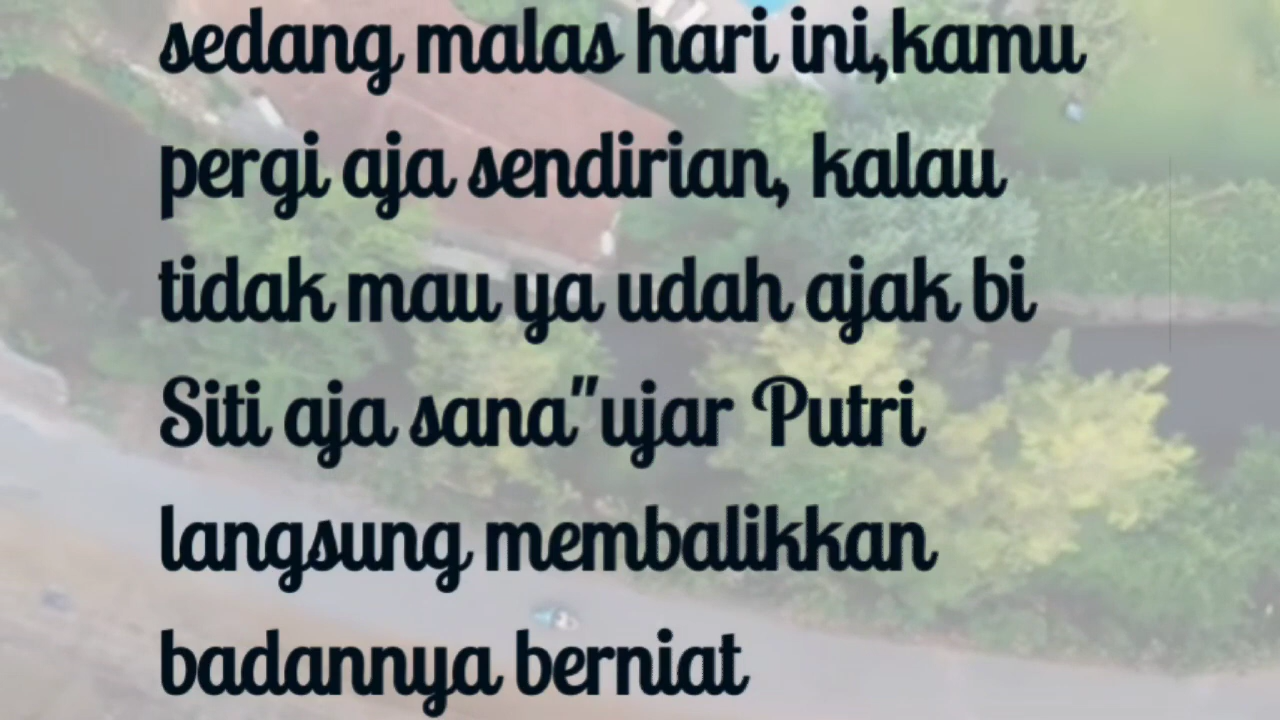 sedang malas hari ini,kamu
pergi aja sendirian, kalau
tidak mau ya udah ajak bi
Siti aja sana"ujar Putri
langsung membalikkan
badannya berniat